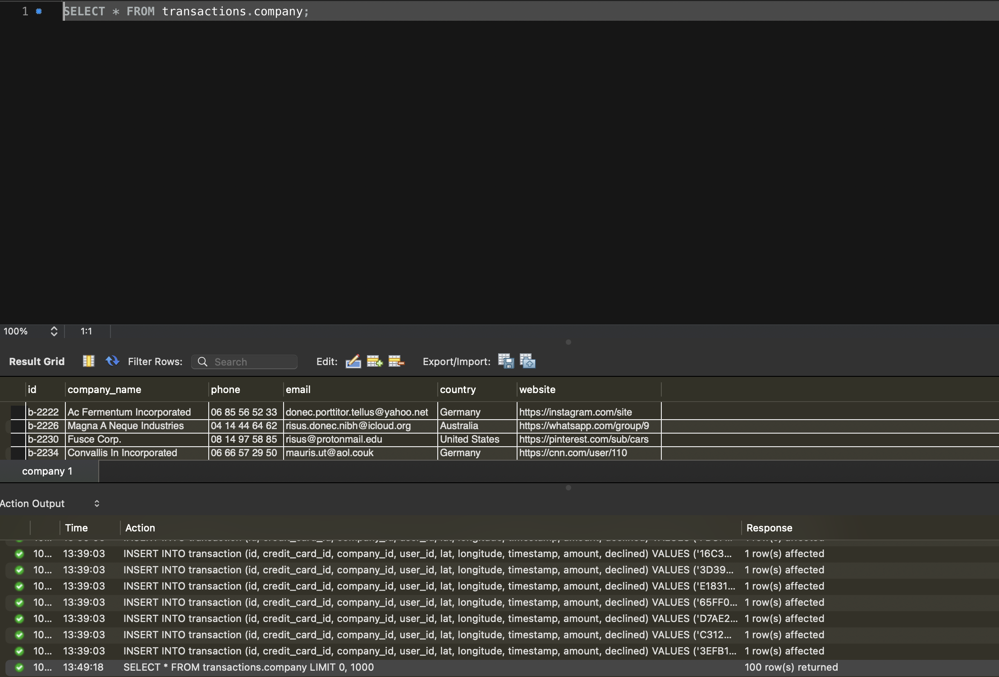 1 SELECT * FROM transactions.company;
100% 1:1
Result Grid Filter Rows: Search Edit: Export/Import:
id company_name phone email country website
b-2222 Ac Fermentum Incorporated 06 85 56 52 33 donec.porttitor.tellus@yahoo.net Germany https://instagram.com/site
b-2226 Magna A Neque Industries 04 14 44 64 62 risus.donec.nibh@icloud.org Australia https://whatsapp.com/group/9
b-2230 Fusce Corp. 08 14 97 58 85 risus@protonmail.edu United States https://pinterest.com/sub/cars
b-2234 Convallis In Incorporated 06 66 57 29 50 mauris.ut@aol.couk Germany https://cnn.com/user/110
company 1
Action Output
Time Action Response
10... 13:39:03 INSERT INTO transaction (id, credit_card_id, company_id, user_id, lat, longitude, timestamp, amount, declined) VALUES ('16C3... 1 row(s) affected
10... 13:39:03 INSERT INTO transaction (id, credit_card_id, company_id, user_id, lat, longitude, timestamp, amount, declined) VALUES ('3D39... 1 row(s) affected
10... 13:39:03 INSERT INTO transaction (id, credit_card_id, company_id, user_id, lat, longitude, timestamp, amount, declined) VALUES ('E1831... 1 row(s) affected
10... 13:39:03 INSERT INTO transaction (id, credit_card_id, company_id, user_id, lat, longitude, timestamp, amount, declined) VALUES ('65FF0... 1 row(s) affected
10... 13:39:03 INSERT INTO transaction (id, credit_card_id, company_id, user_id, lat, longitude, timestamp, amount, declined) VALUES ('D7AE2... 1 row(s) affected
10... 13:39:03 INSERT INTO transaction (id, credit_card_id, company_id, user_id, lat, longitude, timestamp, amount, declined) VALUES ('C312... 1 row(s) affected
10... 13:39:03 INSERT INTO transaction (id, credit_card_id, company_id, user_id, lat, longitude, timestamp, amount, declined) VALUES ('3EFB1... 1 row(s) affected
10... 13:49:18 SELECT * FROM transactions.company LIMIT 0, 1000 100 row(s) returned